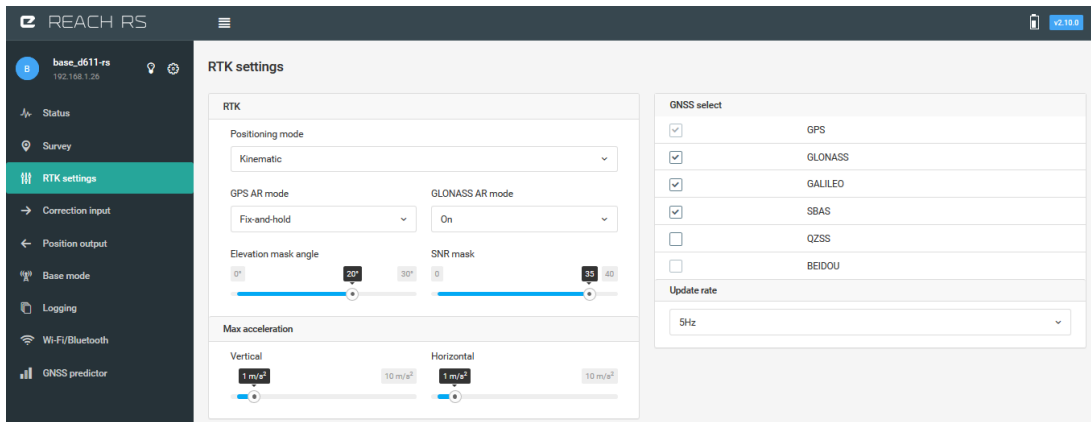 REACH RS
v2.10.0
B
base_d611-rs
192.168.1.26
Status
Survey
RTK settings
Correction input
Position output
Base mode
Logging
Wi-Fi/Bluetooth
GNSS predictor
RTK settings
RTK
Positioning mode
Kinematic
GPS AR mode GLONASS AR mode
Fix-and-hold On
Elevation mask angle SNR mask
0° 20° 30° 0 35 40
Max acceleration
Vertical Horizontal
1 m/s² 10 m/s² 1 m/s² 10 m/s²
GNSS select
GPS
GLONASS
GALILEO
SBAS
QZSS
BEIDOU
Update rate
5Hz